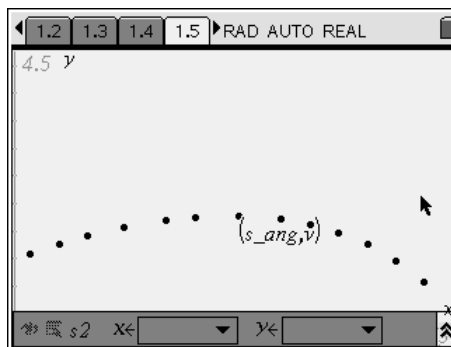 1.2 1.3 1.4 1.5 RAD AUTO REAL
4.5 y
(s_ang,v)
x
s2 x← y←